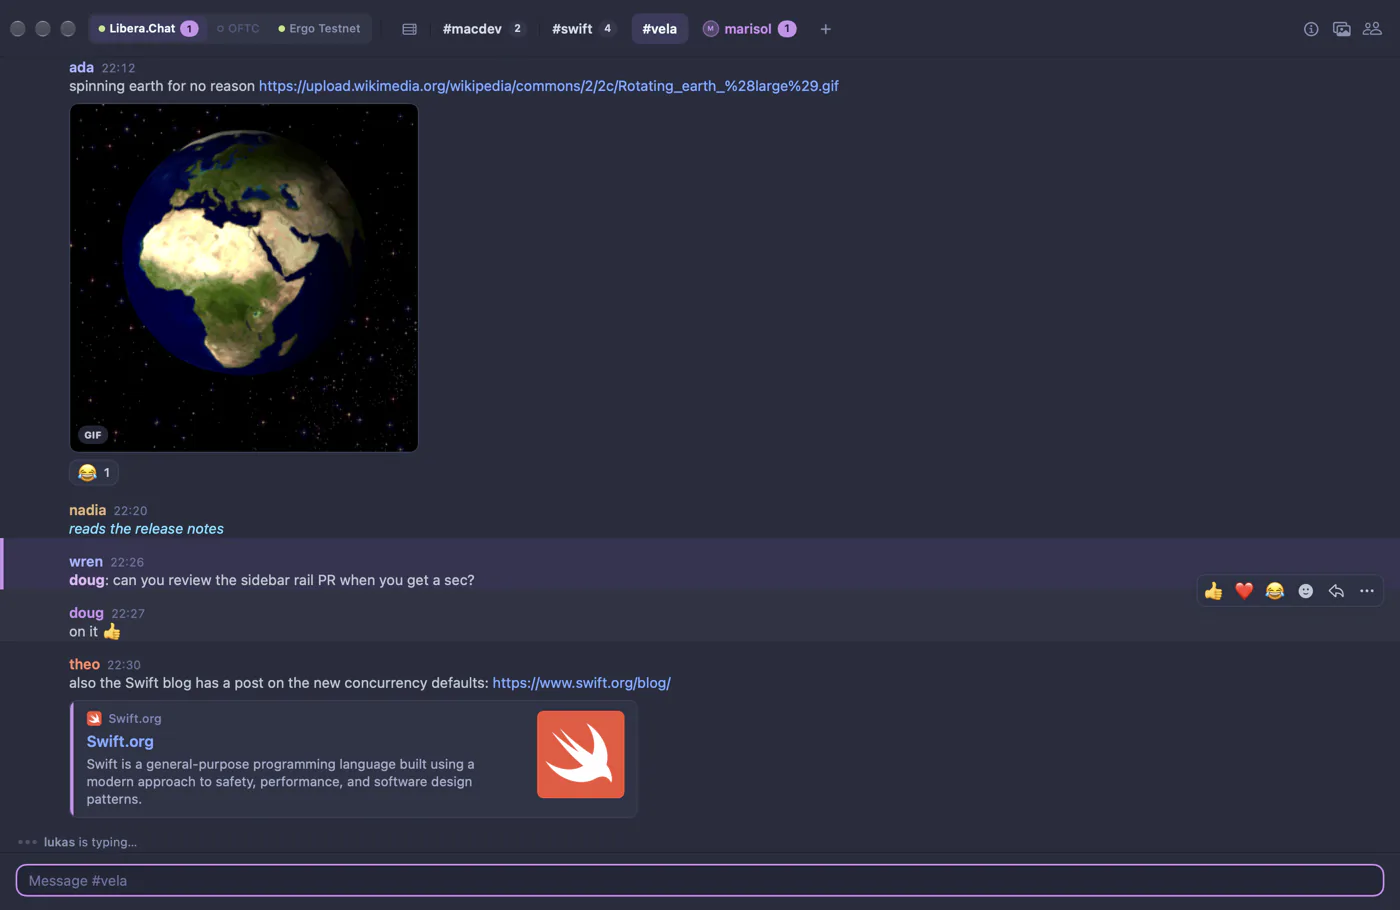 Libera.Chat 1 OFTC Ergo Testnet #macdev 2 #swift 4 #vela M marisol 1 +
ada 22:12
spinning earth for no reason https://upload.wikimedia.org/wikipedia/commons/2/2c/Rotating_earth_%28large%29.gif
GIF
😂 1
nadia 22:20
reads the release notes
wren 22:26
doug: can you review the sidebar rail PR when you get a sec?
doug 22:27
on it 👍
theo 22:30
also the Swift blog has a post on the new concurrency defaults: https://www.swift.org/blog/
Swift.org
Swift.org
Swift is a general-purpose programming language built using a
modern approach to safety, performance, and software design
patterns.
lukas is typing...
Message #vela